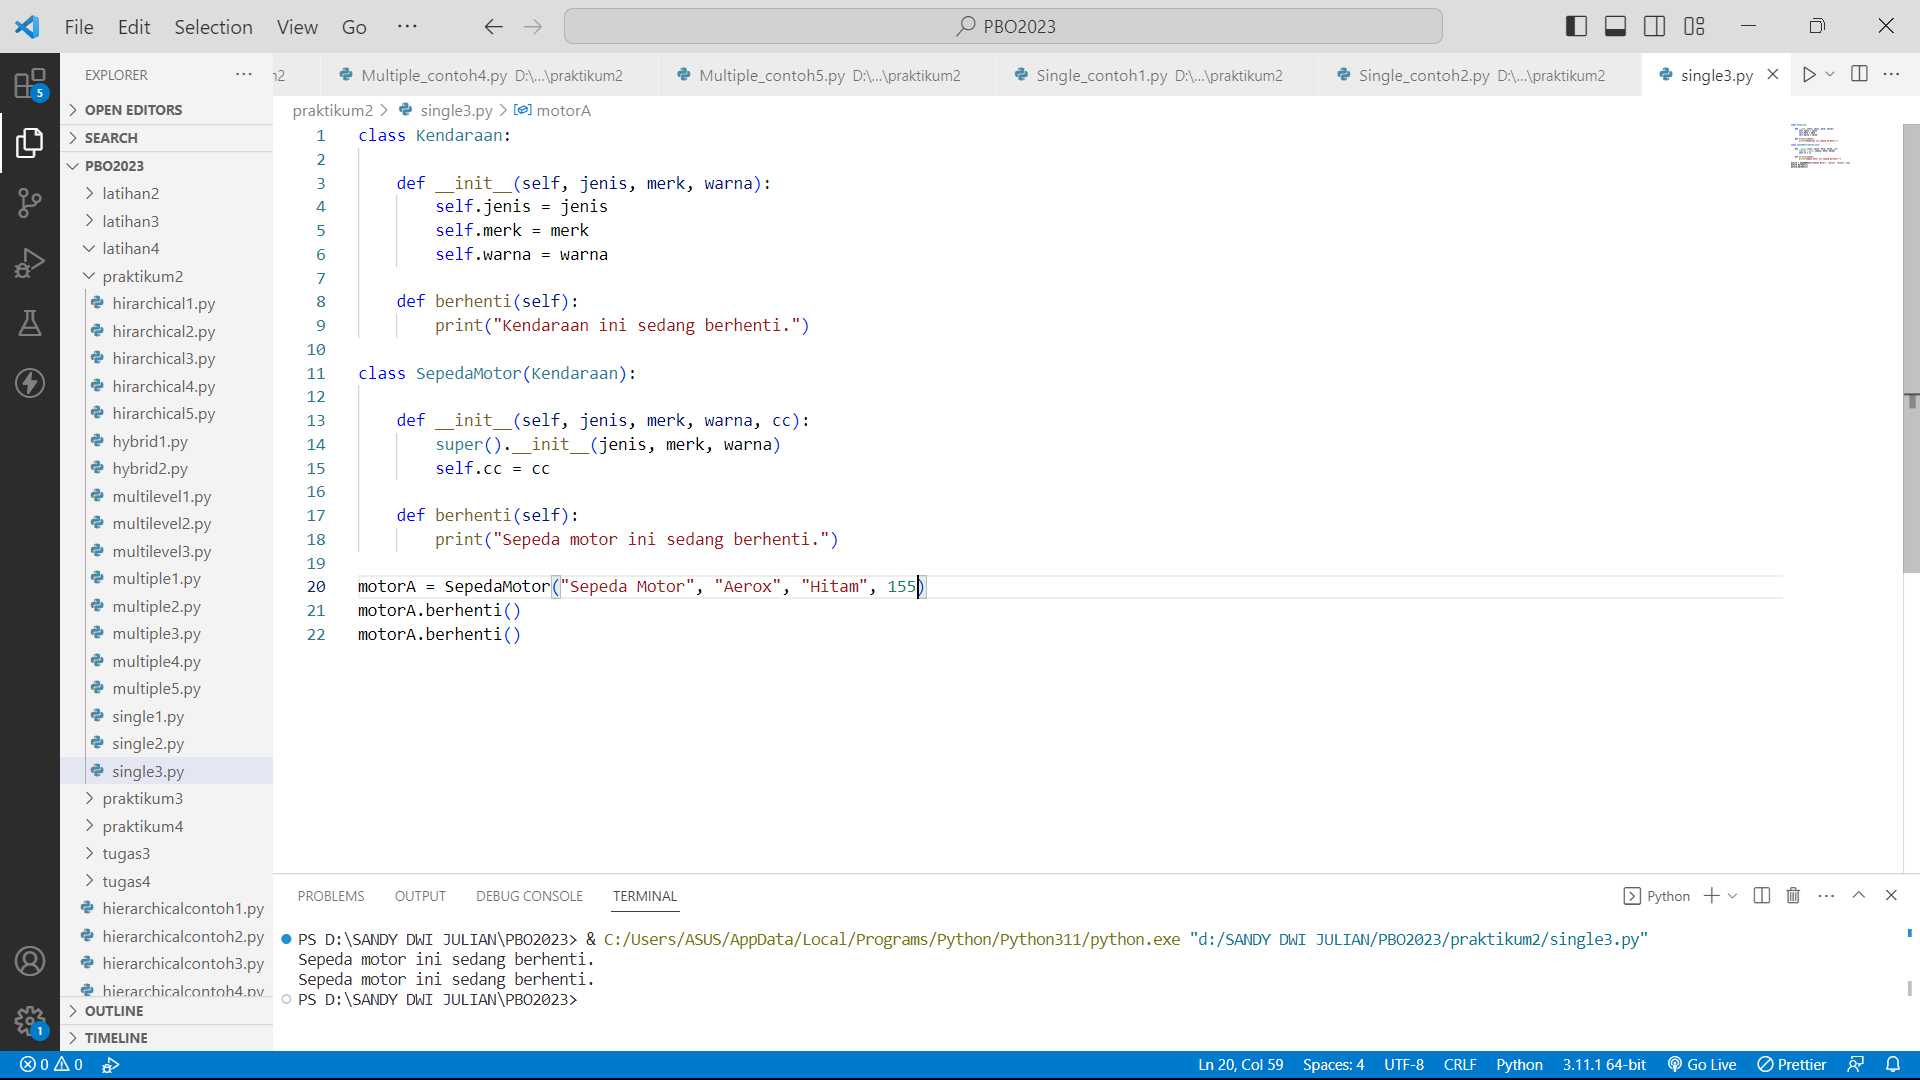 File Edit Selection View Go ··· PBO2023
EXPLORER ···
n2 Multiple_contoh4.py D:\...\praktikum2 Multiple_contoh5.py D:\...\praktikum2 Single_contoh1.py D:\...\praktikum2 Single_contoh2.py D:\...\praktikum2 single3.py
praktikum2 > single3.py > motorA
OPEN EDITORS
SEARCH
PBO2023
latihan2
latihan3
latihan4
praktikum2
hirarchical1.py
hirarchical2.py
hirarchical3.py
hirarchical4.py
hirarchical5.py
hybrid1.py
hybrid2.py
multilevel1.py
multilevel2.py
multilevel3.py
multiple1.py
multiple2.py
multiple3.py
multiple4.py
multiple5.py
single1.py
single2.py
single3.py
praktikum3
praktikum4
tugas3
tugas4
hierarchicalcontoh1.py
hierarchicalcontoh2.py
hierarchicalcontoh3.py
hierarchicalcontoh4.py
OUTLINE
TIMELINE
5
1
1 class Kendaraan:
2
3 def __init__(self, jenis, merk, warna):
4 self.jenis = jenis
5 self.merk = merk
6 self.warna = warna
7
8 def berhenti(self):
9 print("Kendaraan ini sedang berhenti.")
10
11 class SepedaMotor(Kendaraan):
12
13 def __init__(self, jenis, merk, warna, cc):
14 super().__init__(jenis, merk, warna)
15 self.cc = cc
16
17 def berhenti(self):
18 print("Sepeda motor ini sedang berhenti.")
19
20 motorA = SepedaMotor("Sepeda Motor", "Aerox", "Hitam", 155)
21 motorA.berhenti()
22 motorA.berhenti()
PROBLEMS OUTPUT DEBUG CONSOLE TERMINAL Python
PS D:\SANDY DWI JULIAN\PBO2023> & C:/Users/ASUS/AppData/Local/Programs/Python/Python311/python.exe "d:/SANDY DWI JULIAN/PBO2023/praktikum2/single3.py"
Sepeda motor ini sedang berhenti.
Sepeda motor ini sedang berhenti.
PS D:\SANDY DWI JULIAN\PBO2023>
0 0 Ln 20, Col 59 Spaces: 4 UTF-8 CRLF Python 3.11.1 64-bit Go Live Prettier